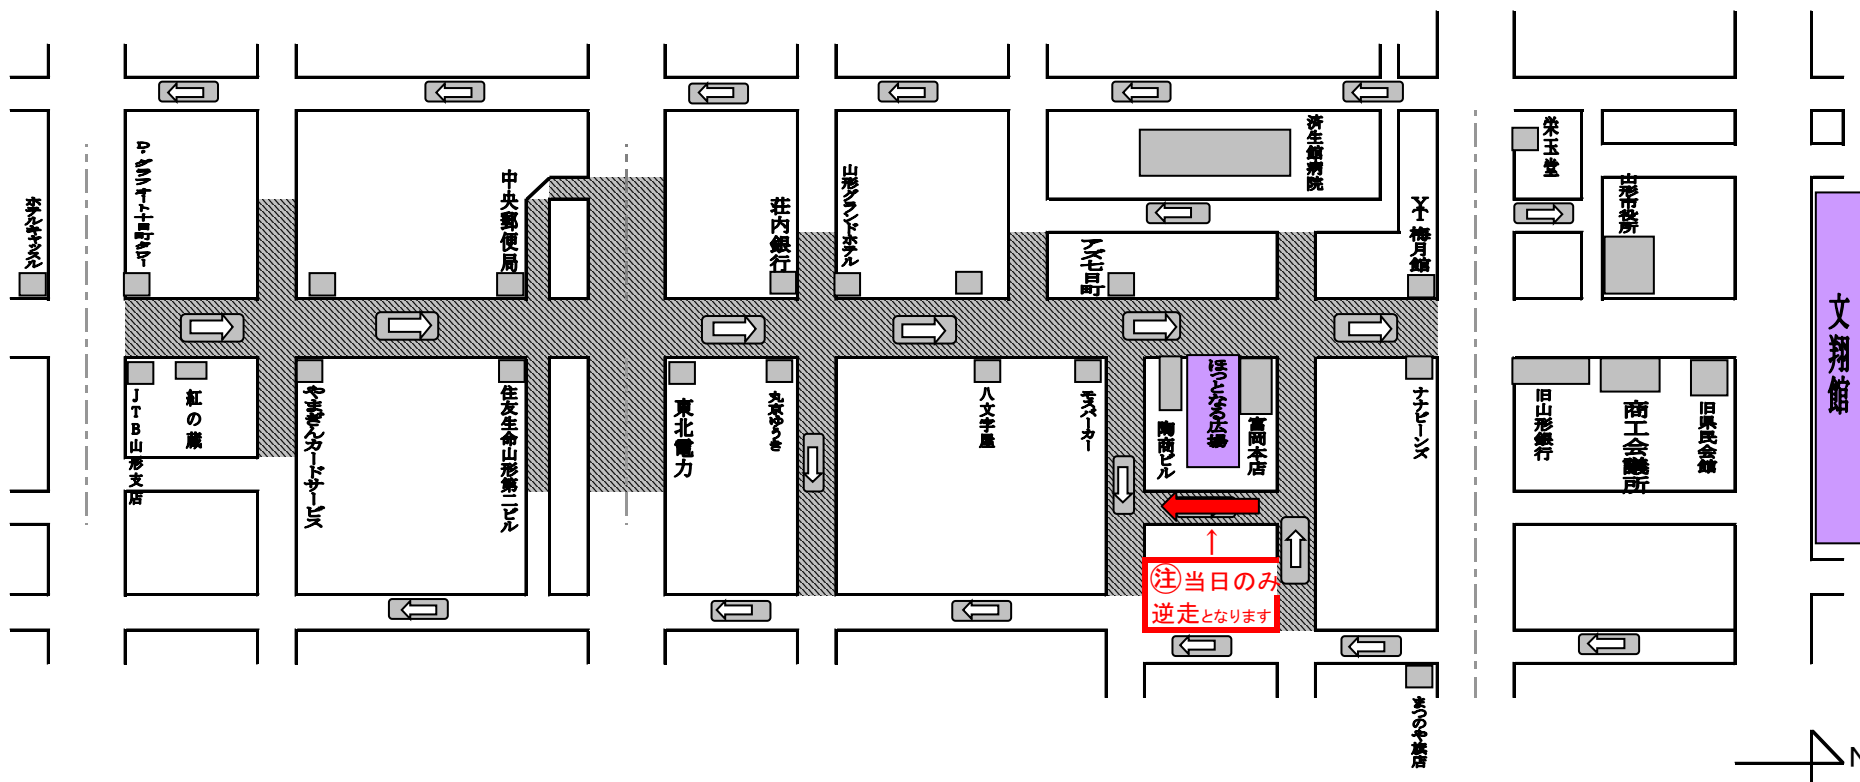 ホテルキャッスル
D・グラフォート十日町タワー
中央郵便局
荘内銀行
山形グランドホテル
済生館病院
アズ七日町
梅月館
栄玉堂
山形市役所
文翔館
JTB山形支店
紅の蔵
やまぎんカードサービス
住友生命山形第二ビル
東北電力
丸京ゆうき
八文字屋
モスバーガー
陶商ビル
ほっとなる広場
富岡本店
ナナビーンズ
旧山形銀行
商工会議所
旧県民会館
↑
注当日のみ
逆走となります
まつのや旗店
N